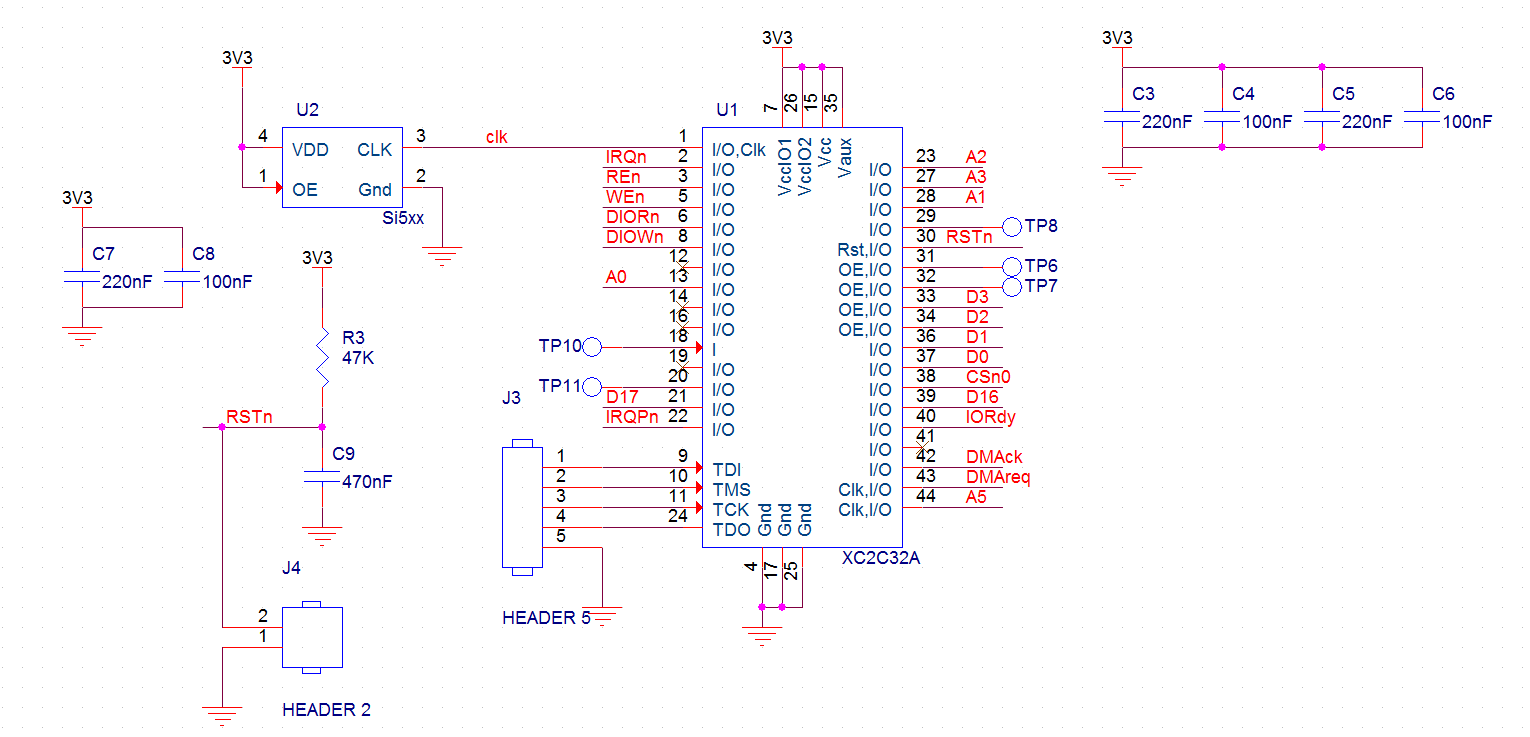 3V3
U2
4 VDD CLK 3
1 OE Gnd 2
Si5xx
clk
3V3
C7
220nF
C8
100nF
3V3
R3
47K
RSTn
C9
470nF
J4
2
1
HEADER 2
3V3
7 26 15 35
U1
VccIO1 VccIO2 Vcc Vaux
1 I/O,Clk
IRQn 2 I/O
REn 3 I/O
WEn 5 I/O
DIORn 6 I/O
DIOWn 8 I/O
12 I/O
A0 13 I/O
14 I/O
16 I/O
TP10 18 I
19 I/O
TP11 20 I/O
D17 21 I/O
IRQPn 22 I/O
J3
1 9 TDI
2 10 TMS
3 11 TCK
4 24 TDO
5
HEADER 5
Gnd Gnd Gnd
4 17 25
I/O 23 A2
I/O 27 A3
I/O 28 A1
I/O 29 TP8
Rst,I/O 30 RSTn
OE,I/O 31 TP6
OE,I/O 32 TP7
OE,I/O 33 D3
OE,I/O 34 D2
I/O 36 D1
I/O 37 D0
I/O 38 CSn0
I/O 39 D16
I/O 40 IORdy
I/O 41
I/O 42 DMAck
Clk,I/O 43 DMAreq
Clk,I/O 44 A5
XC2C32A
3V3
C3
220nF
C4
100nF
C5
220nF
C6
100nF